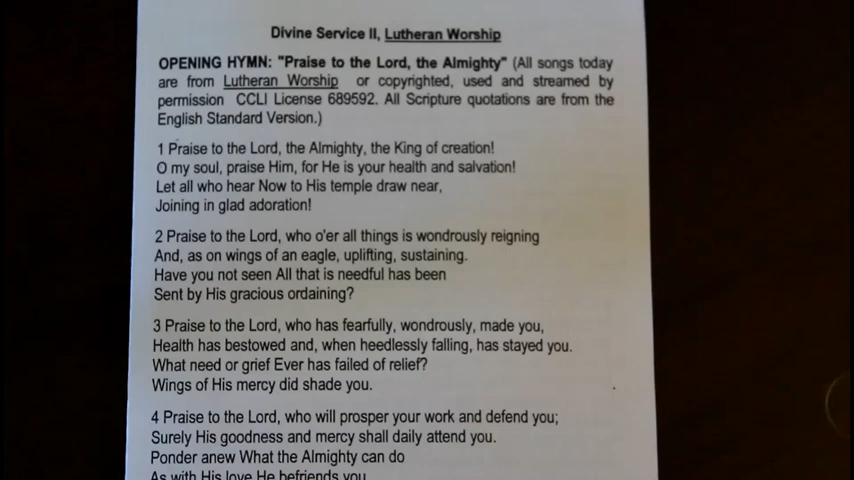 Divine Service II, Lutheran Worship
OPENING HYMN: "Praise to the Lord, the Almighty" (All songs today
are from Lutheran Worship or copyrighted, used and streamed by
permission CCLI License 689592. All Scripture quotations are from the
English Standard Version.)
1 Praise to the Lord, the Almighty, the King of creation!
O my soul, praise Him, for He is your health and salvation!
Let all who hear Now to His temple draw near,
Joining in glad adoration!
2 Praise to the Lord, who o'er all things is wondrously reigning
And, as on wings of an eagle, uplifting, sustaining.
Have you not seen All that is needful has been
Sent by His gracious ordaining?
3 Praise to the Lord, who has fearfully, wondrously, made you,
Health has bestowed and, when heedlessly falling, has stayed you.
What need or grief Ever has failed of relief?
Wings of His mercy did shade you.
4 Praise to the Lord, who will prosper your work and defend you;
Surely His goodness and mercy shall daily attend you.
Ponder anew What the Almighty can do
As with His love He befriends you